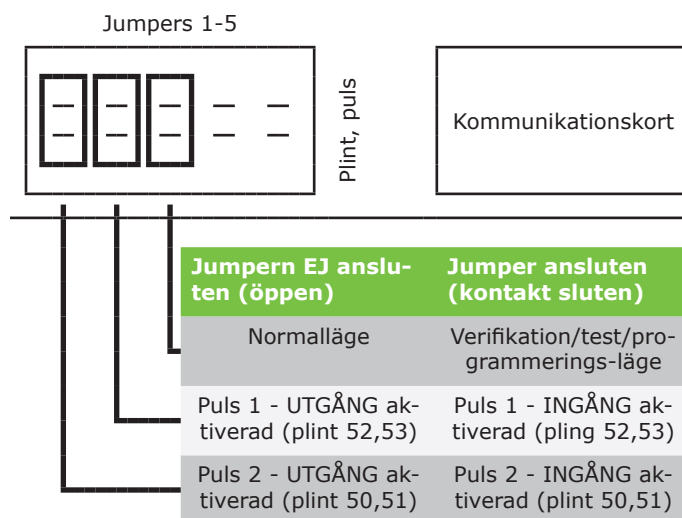 Jumpers 1-5
Plint, puls
Kommunikationskort
Jumpern EJ anslu-
ten (öppen)
Jumper ansluten
(kontakt sluten)
Normalläge
Verifikation/test/pro-
grammerings-läge
Puls 1 - UTGÅNG ak-
tiverad (plint 52,53)
Puls 1 - INGÅNG ak-
tiverad (pling 52,53)
Puls 2 - UTGÅNG ak-
tiverad (plint 50,51)
Puls 2 - INGÅNG ak-
tiverad (plint 50,51)